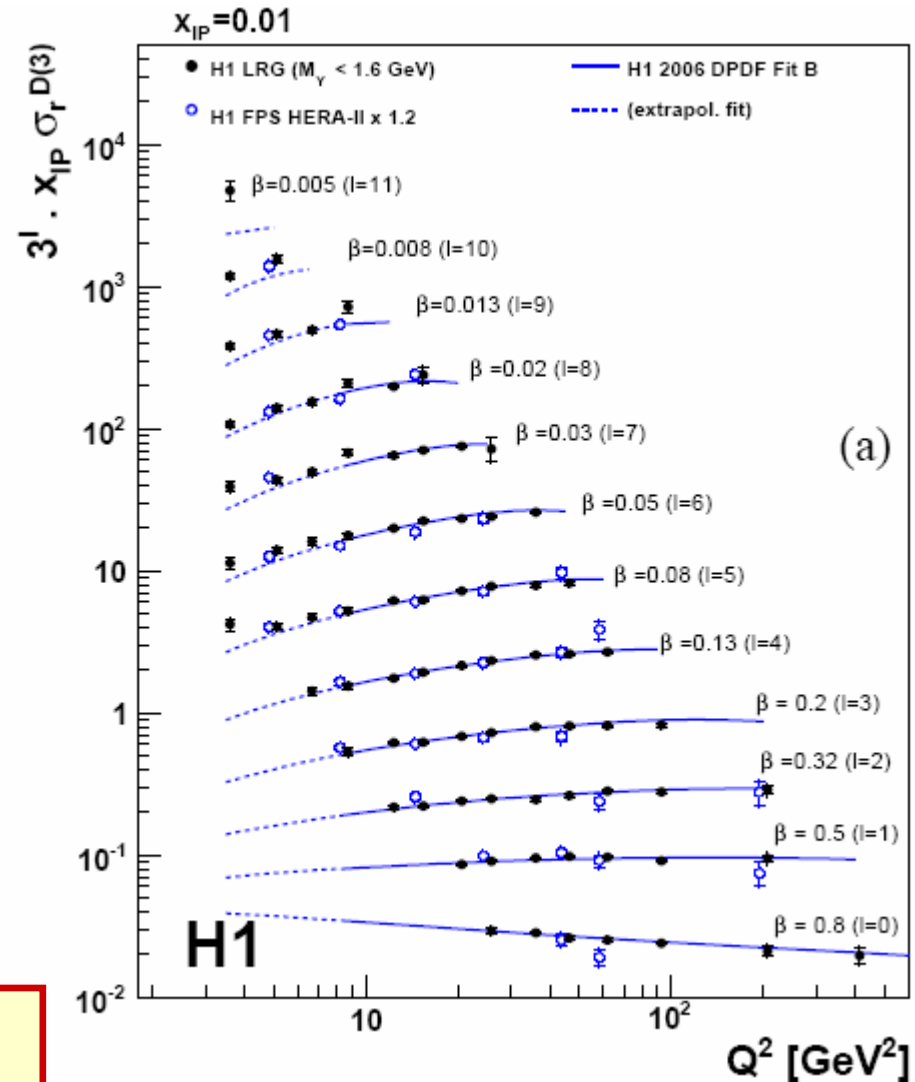 x_IP=0.01
H1 LRG (M_Y < 1.6 GeV)
H1 2006 DPDF Fit B
H1 FPS HERA-II x 1.2
(extrapol. fit)
3^l . x_IP σ_r^D(3)
10^4
10^3
10^2
10
1
10^-1
10^-2
β=0.005 (l=11)
β=0.008 (l=10)
β=0.013 (l=9)
β =0.02 (l=8)
β =0.03 (l=7)
(a)
β =0.05 (l=6)
β =0.08 (l=5)
β =0.13 (l=4)
β = 0.2 (l=3)
β =0.32 (l=2)
β = 0.5 (l=1)
β = 0.8 (l=0)
H1
10
10^2
Q^2 [GeV^2]